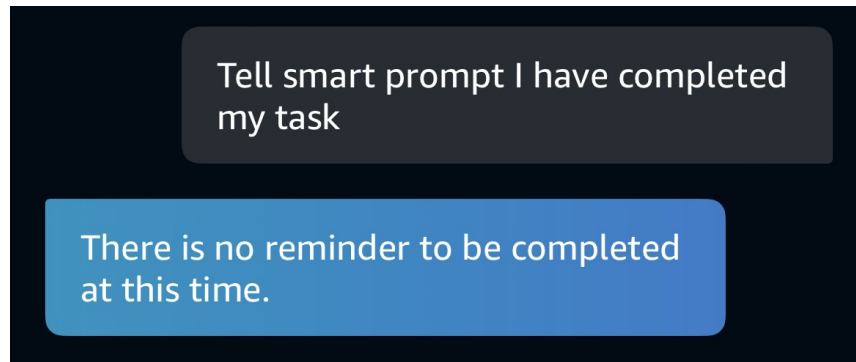 Tell smart prompt I have completed
my task
There is no reminder to be completed
at this time.